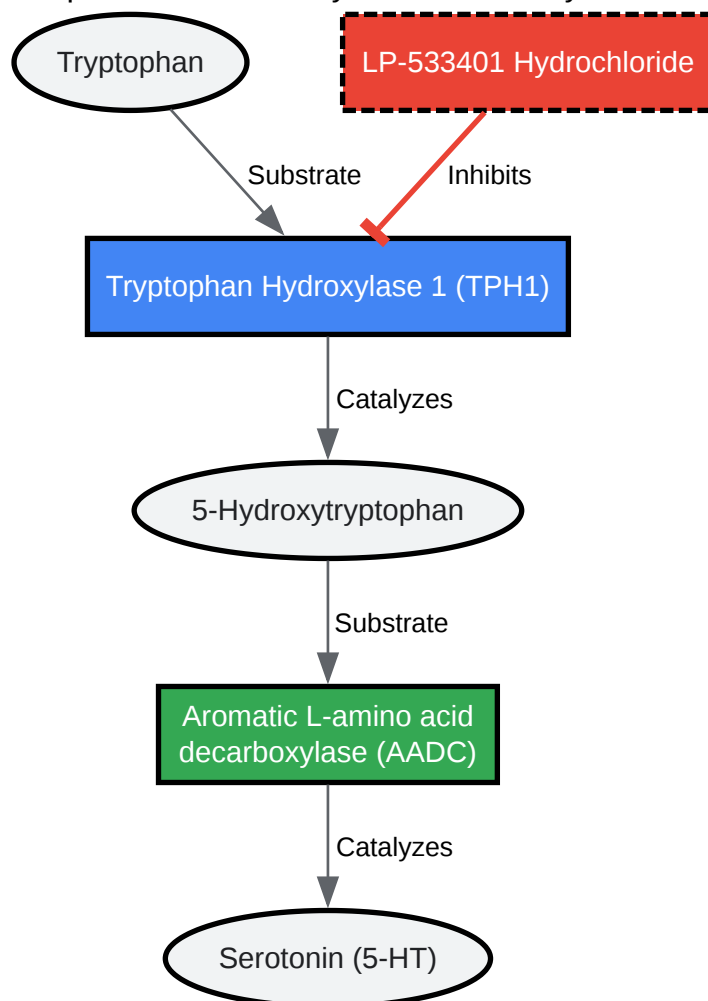 Tryptophan
LP-533401 Hydrochloride
Substrate
Inhibits
Tryptophan Hydroxylase 1 (TPH1)
Catalyzes
5-Hydroxytryptophan
Substrate
Aromatic L-amino acid
decarboxylase (AADC)
Catalyzes
Serotonin (5-HT)